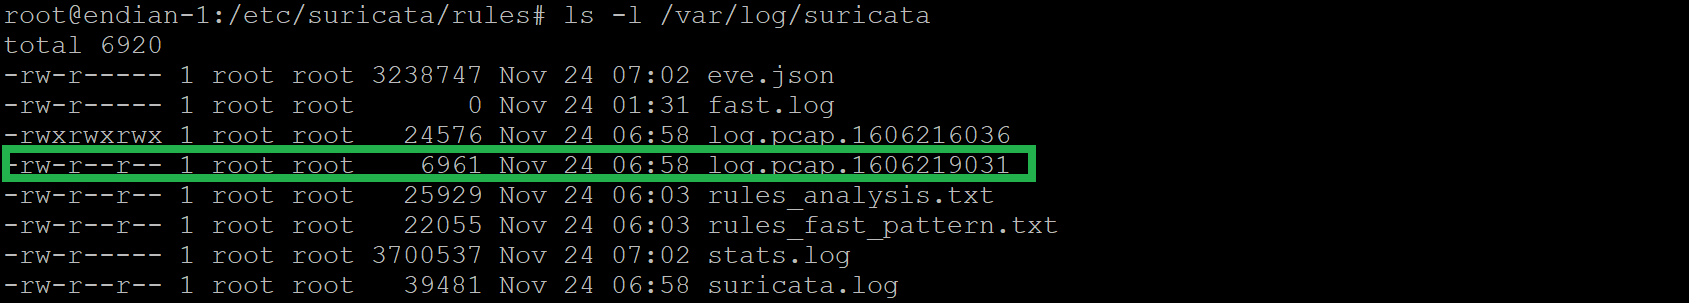 root@endian-1:/etc/suricata/rules# ls -l /var/log/suricata
total 6920
-rw-r----- 1 root root 3238747 Nov 24 07:02 eve.json
-rw-r----- 1 root root       0 Nov 24 01:31 fast.log
-rwxrwxrwx 1 root root   24576 Nov 24 06:58 log.pcap.1606216036
-rw-r--r-- 1 root root    6961 Nov 24 06:58 log.pcap.1606219031
-rw-r--r-- 1 root root   25929 Nov 24 06:03 rules_analysis.txt
-rw-r--r-- 1 root root   22055 Nov 24 06:03 rules_fast_pattern.txt
-rw-r----- 1 root root 3700537 Nov 24 07:02 stats.log
-rw-r--r-- 1 root root   39481 Nov 24 06:58 suricata.log